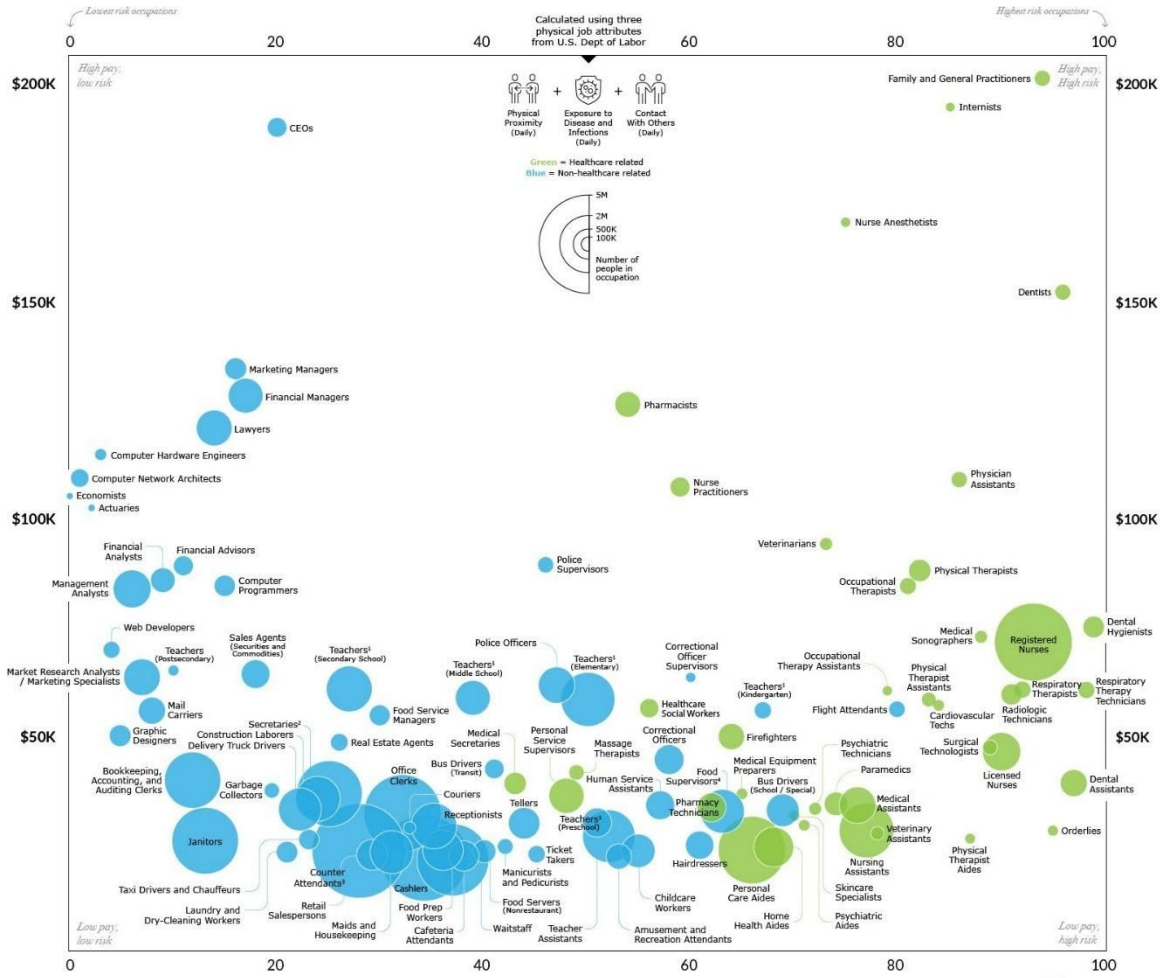 Lowest risk occupations
Highest risk occupations
Calculated using three
physical job attributes
from U.S. Dept of Labor
0
20
40
60
80
100
High pay,
low risk
High pay,
High risk
$200K
$200K
Physical
Proximity
(Daily)
+
Exposure to
Disease and
Infections
(Daily)
+
Contact
With Others
(Daily)
Green = Healthcare related
Blue = Non-healthcare related
5M
2M
500K
100K
Number of
people in
occupation
Family and General Practitioners
Internists
CEOs
Nurse Anesthetists
Dentists
$150K
$150K
Marketing Managers
Financial Managers
Lawyers
Pharmacists
Computer Hardware Engineers
Computer Network Architects
Economists
Actuaries
Nurse
Practitioners
Physician
Assistants
$100K
$100K
Financial
Analysts
Financial Advisors
Management
Analysts
Computer
Programmers
Police
Supervisors
Veterinarians
Physical Therapists
Occupational
Therapists
Web Developers
Teachers
(Postsecondary)
Sales Agents
(Securities and
Commodities)
Market Research Analysts
/ Marketing Specialists
Teachers¹
(Secondary School)
Teachers¹
(Middle School)
Police Officers
Teachers¹
(Elementary)
Correctional
Officer
Supervisors
Teachers¹
(Kindergarten)
Occupational
Therapy Assistants
Medical
Sonographers
Registered
Nurses
Dental
Hygienists
Physical
Therapist
Assistants
Respiratory
Therapists
Respiratory
Therapy
Technicians
Mail
Carriers
Graphic
Designers
Food Service
Managers
Healthcare
Social Workers
Flight Attendants
Cardiovascular
Techs
Radiologic
Technicians
$50K
$50K
Secretaries²
Construction Laborers
Delivery Truck Drivers
Real Estate Agents
Medical
Secretaries
Personal Service
Supervisors
Massage
Therapists
Correctional
Officers
Firefighters
Psychiatric Technicians
Surgical
Technologists
Licensed
Nurses
Bookkeeping,
Accounting, and
Auditing Clerks
Garbage
Collectors
Office
Clerks
Bus Drivers
(Transit)
Couriers
Receptionists
Tellers
Human Service
Assistants
Food
Supervisors⁴
Medical Equipment
Preparers
Bus Drivers
(School / Special)
Paramedics
Pharmacy
Technicians
Medical
Assistants
Dental
Assistants
Janitors
Teachers¹
(Preschool)
Veterinary
Assistants
Orderlies
Taxi Drivers and Chauffeurs
Counter
Attendants³
Cashiers
Manicurists
and Pedicurists
Ticket
Takers
Hairdressers
Personal
Care Aides
Nursing
Assistants
Physical
Therapist
Aides
Laundry and
Dry-Cleaning Workers
Retail
Salespersons
Maids and
Housekeeping
Food Prep
Workers
Cafeteria
Attendants
Food Servers
(Nonrestaurant)
Waitstaff
Teacher
Assistants
Childcare
Workers
Amusement and
Recreation Attendants
Home
Health Aides
Skincare
Specialists
Psychiatric
Aides
Low pay,
low risk
Low pay,
high risk
0
20
40
60
80
100